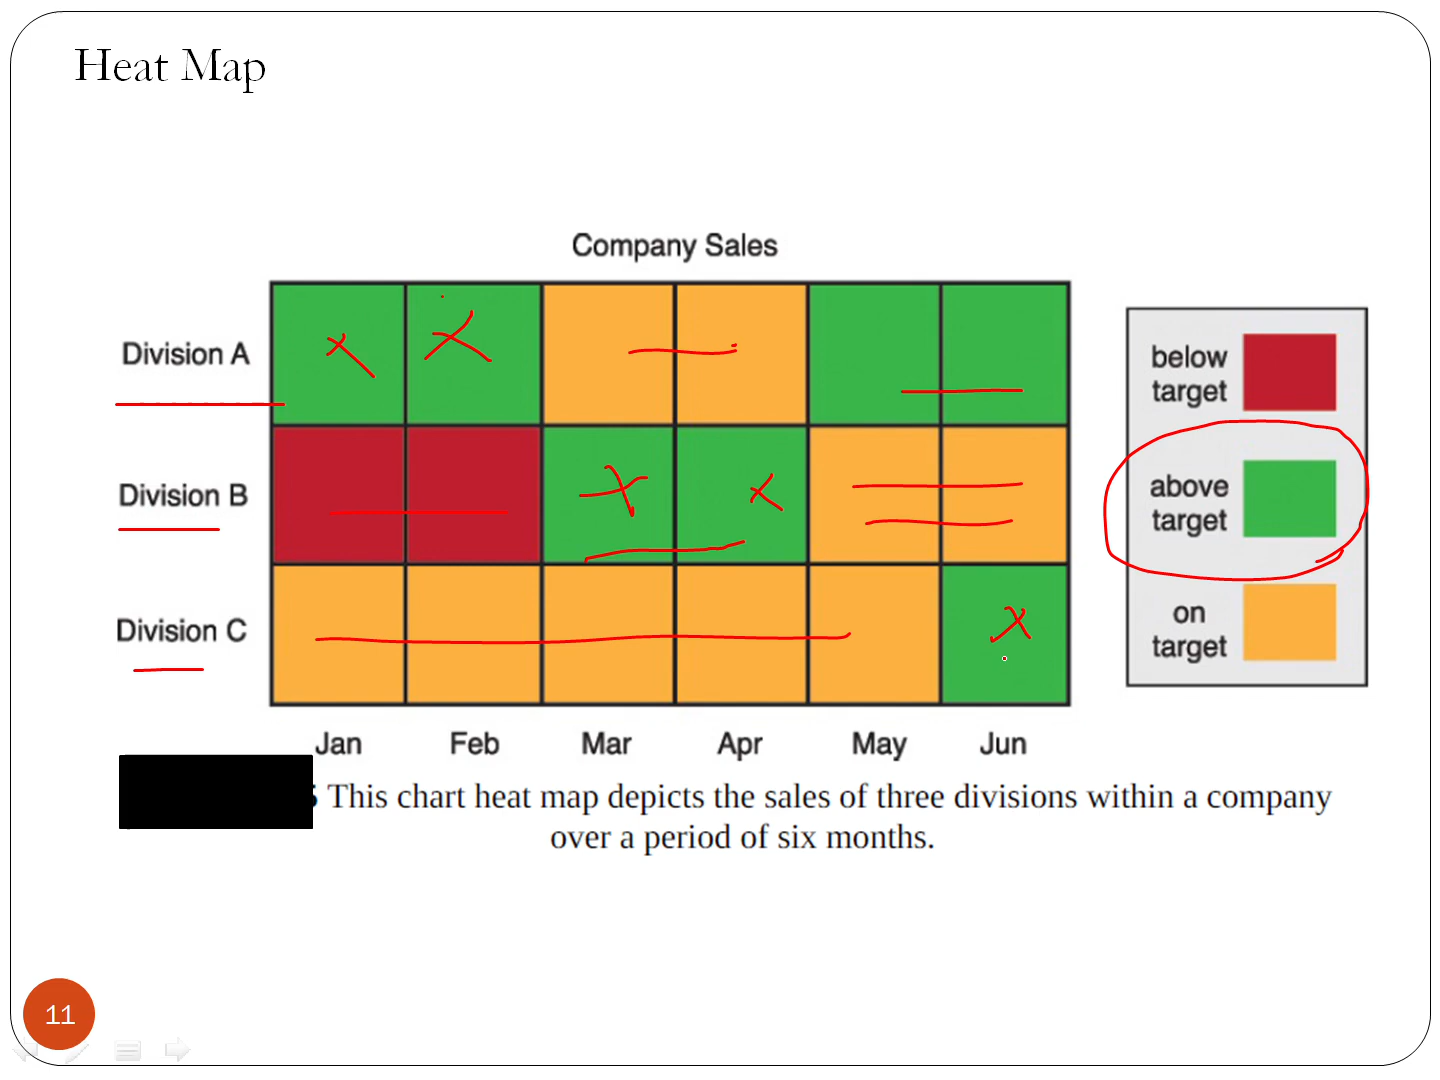 Heat Map
Company Sales
Division A
Division B
Division C
Jan Feb Mar Apr May Jun
below
target
above
target
on
target
This chart heat map depicts the sales of three divisions within a company
over a period of six months.
11